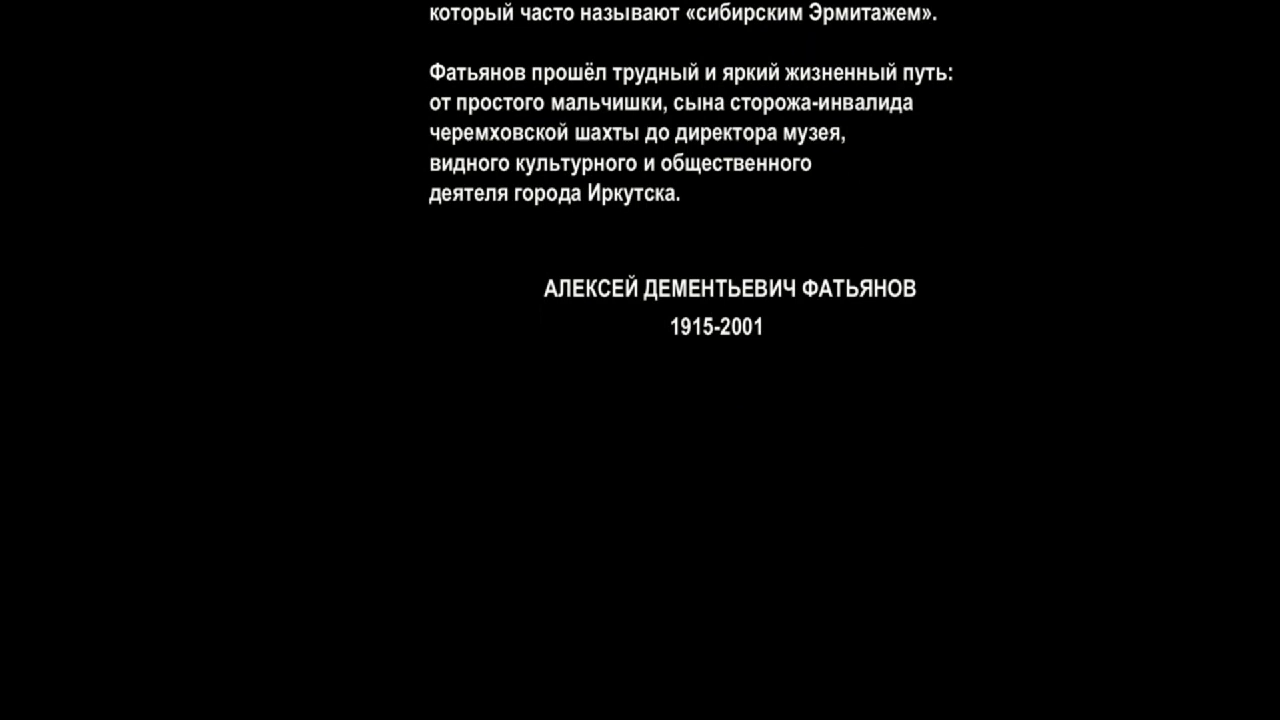 который часто называют «сибирским Эрмитажем».
Фатьянов прошёл трудный и яркий жизненный путь:
от простого мальчишки, сына сторожа-инвалида
черемховской шахты до директора музея,
видного культурного и общественного
деятеля города Иркутска.
АЛЕКСЕЙ ДЕМЕНТЬЕВИЧ ФАТЬЯНОВ
1915-2001